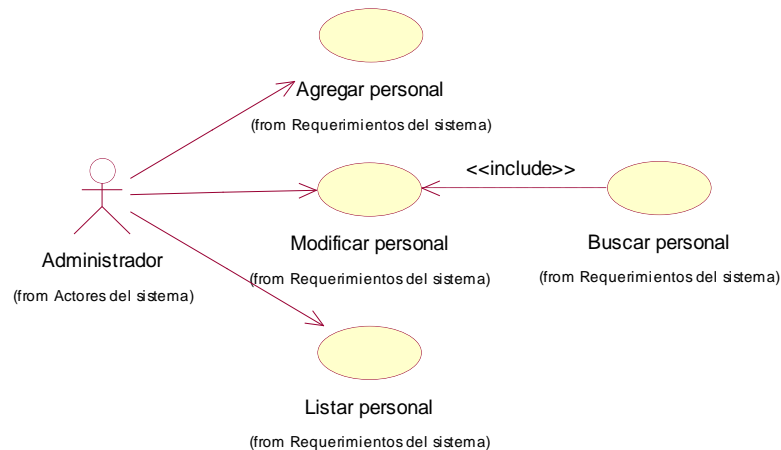 Agregar personal
(from Requerimientos del sistema)
<<include>>
Administrador
(from Actores del sistema)
Modificar personal
(from Requerimientos del sistema)
Buscar personal
(from Requerimientos del sistema)
Listar personal
(from Requerimientos del sistema)